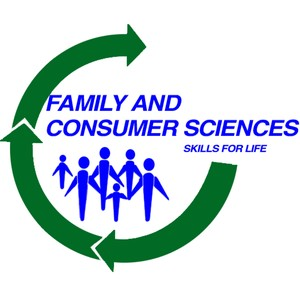 FAMILY AND
CONSUMER SCIENCES
SKILLS FOR LIFE